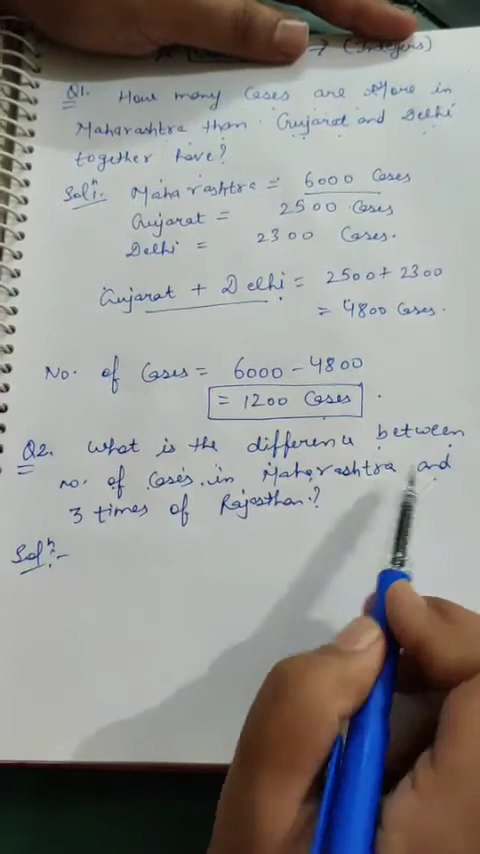 → (Integers)
Q1. How many Cases are More in
Maharashtra than Gujarat and Delhi
together have?
Solⁿ:- Maharashtra = 6000 Cases
Gujarat = 2500 Cases
Delhi = 2300 Cases.
Gujarat + Delhi = 2500 + 2300
= 4800 Cases.
No. of Cases = 6000 - 4800
= 1200 Cases
Q2. What is the difference between
no. of Cases in Maharashtra and
3 times of Rajasthan?
Solⁿ:-